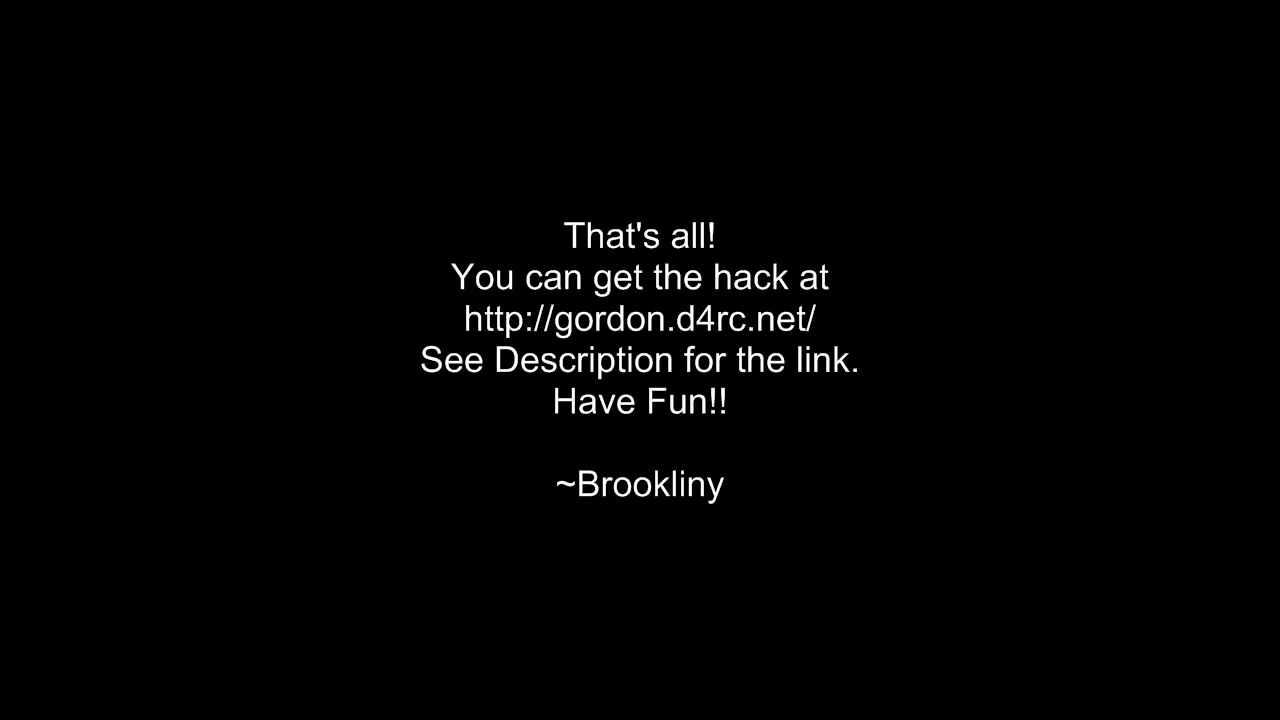 That's all!
You can get the hack at
http://gordon.d4rc.net/
See Description for the link.
Have Fun!!
~Brookliny